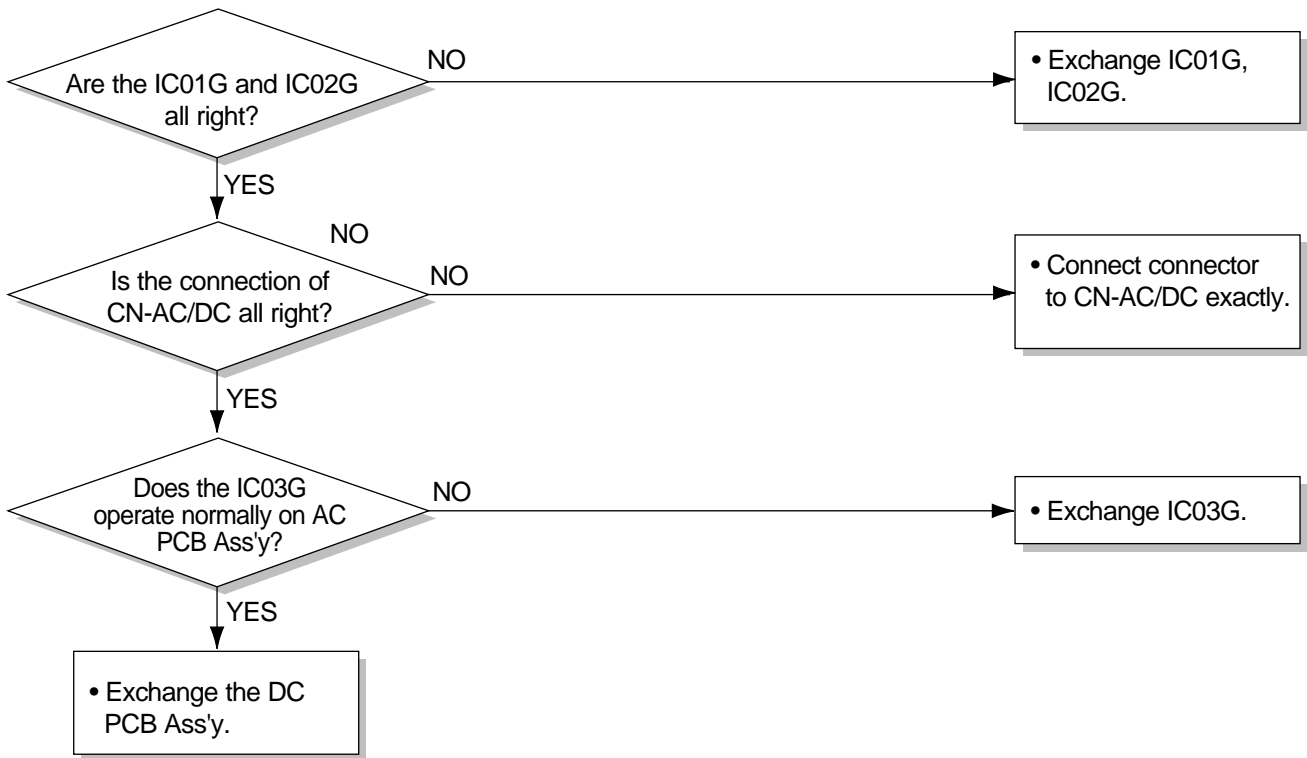 Are the IC01G and IC02G
all right?
NO
• Exchange IC01G,
IC02G.
YES
NO
Is the connection of
CN-AC/DC all right?
NO
• Connect connector
to CN-AC/DC exactly.
YES
Does the IC03G
operate normally on AC
PCB Ass'y?
NO
• Exchange IC03G.
YES
• Exchange the DC
PCB Ass'y.